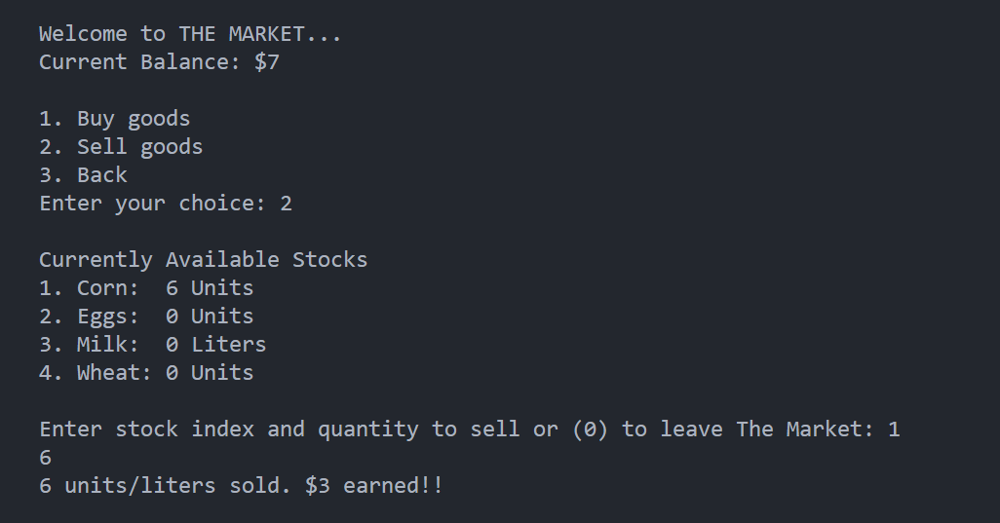 Welcome to THE MARKET...
Current Balance: $7
1. Buy goods
2. Sell goods
3. Back
Enter your choice: 2
Currently Available Stocks
1. Corn:  6 Units
2. Eggs:  0 Units
3. Milk:  0 Liters
4. Wheat: 0 Units
Enter stock index and quantity to sell or (0) to leave The Market: 1
6
6 units/liters sold. $3 earned!!